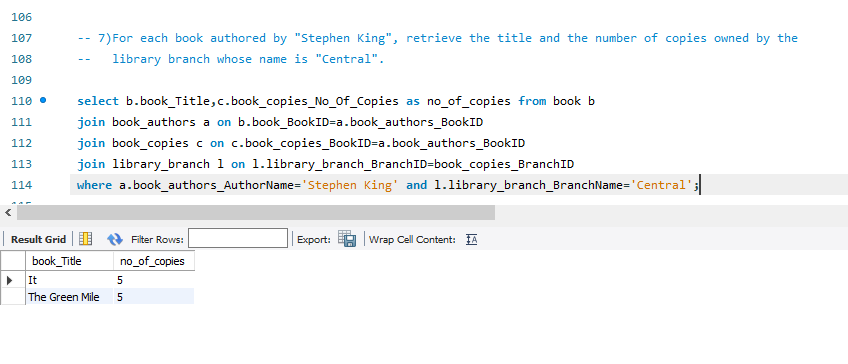 106
107 -- 7)For each book authored by "Stephen King", retrieve the title and the number of copies owned by the
108 -- library branch whose name is "Central".
109
110 select b.book_Title,c.book_copies_No_Of_Copies as no_of_copies from book b
111 join book_authors a on b.book_BookID=a.book_authors_BookID
112 join book_copies c on c.book_copies_BookID=a.book_authors_BookID
113 join library_branch l on l.library_branch_BranchID=book_copies_BranchID
114 where a.book_authors_AuthorName='Stephen King' and l.library_branch_BranchName='Central';
Result Grid Filter Rows: Export: Wrap Cell Content: IA
book_Title no_of_copies
It 5
The Green Mile 5